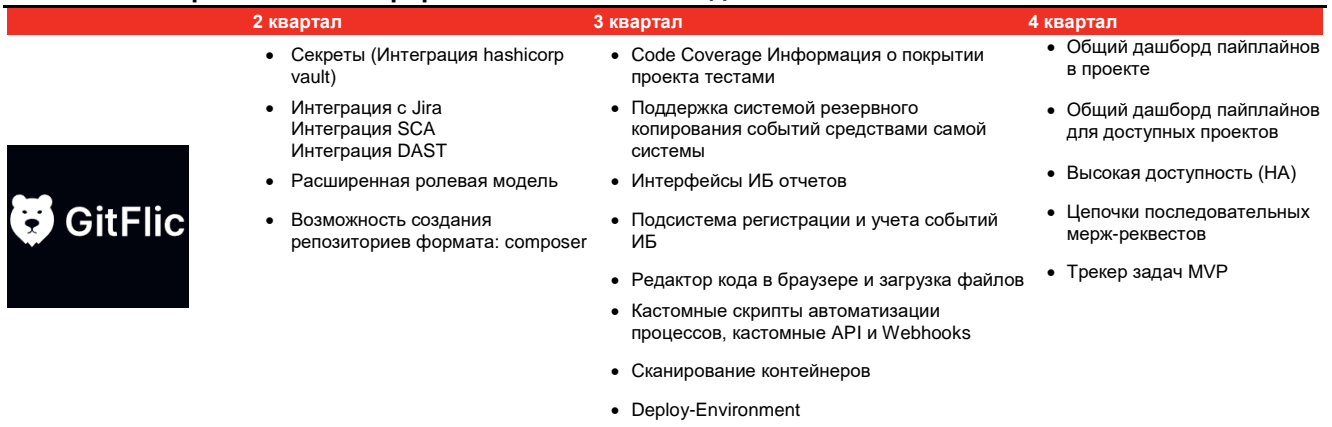 2 квартал
3 квартал
4 квартал
GitFlic
• Секреты (Интеграция hashicorp
vault)
• Интеграция с Jira
Интеграция SCA
Интеграция DAST
• Расширенная ролевая модель
• Возможность создания
репозиториев формата: composer
• Code Coverage Информация о покрытии
проекта тестами
• Поддержка системой резервного
копирования событий средствами самой
системы
• Интерфейсы ИБ отчетов
• Подсистема регистрации и учета событий
ИБ
• Редактор кода в браузере и загрузка файлов
• Кастомные скрипты автоматизации
процессов, кастомные API и Webhooks
• Сканирование контейнеров
• Deploy-Environment
• Общий дашборд пайплайнов
в проекте
• Общий дашборд пайплайнов
для доступных проектов
• Высокая доступность (HA)
• Цепочки последовательных
мерж-реквестов
• Трекер задач MVP